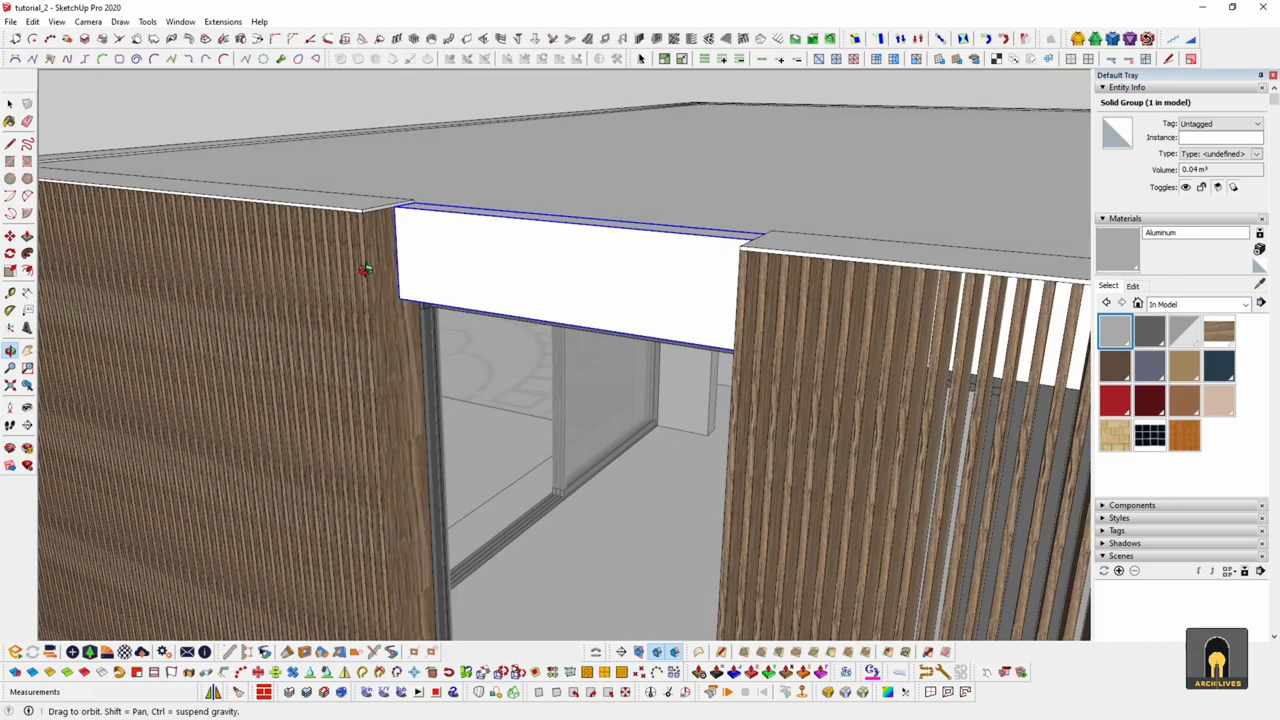 tutorial_2 - SketchUp Pro 2020
File Edit View Camera Draw Tools Window Extensions Help
Default Tray
Entity Info
Solid Group (1 in model)
Tag: Untagged
Instance:
Type: Type: <undefined>
Volume: 0.04 m³
Toggles:
Materials
Aluminum
Select Edit In Model
Components
Styles
Tags
Shadows
Scenes
ARCHLIVES
Measurements
Drag to orbit. Shift = Pan, Ctrl = suspend gravity.